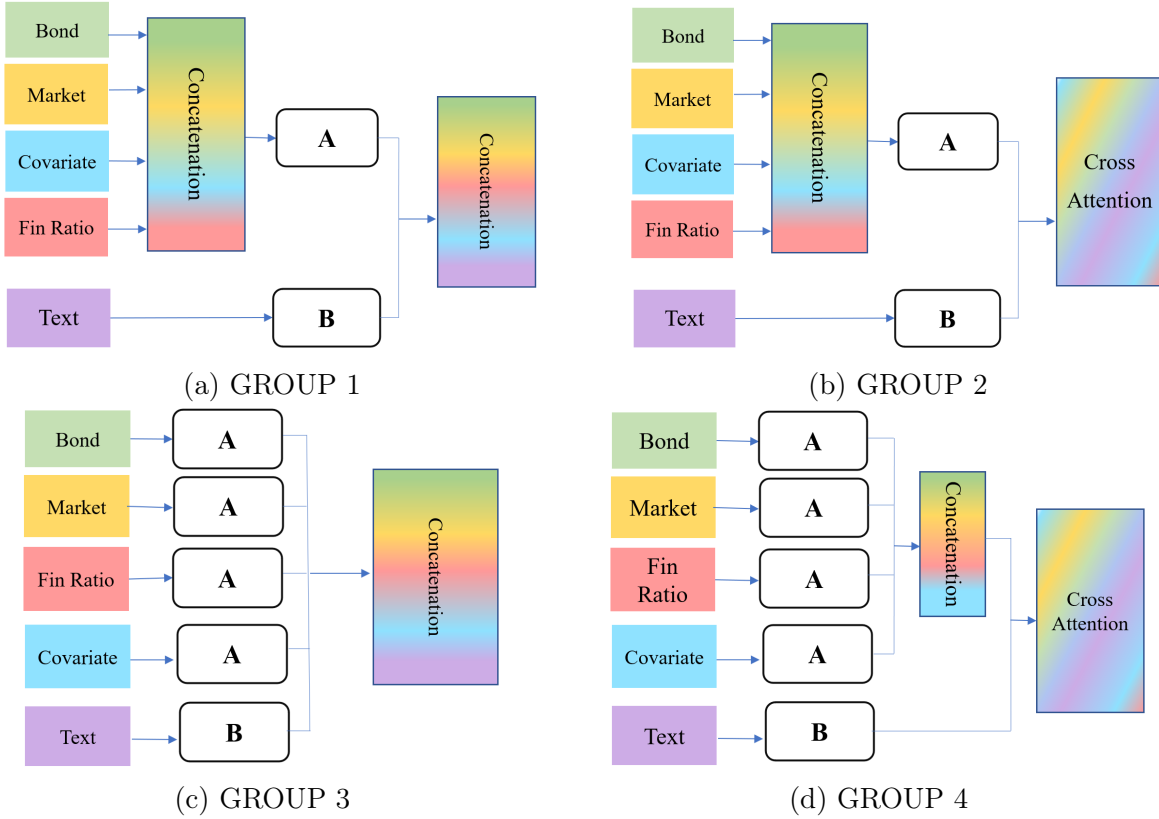 Bond
Market
Covariate
Fin Ratio
Text
Concatenation
A
B
Concatenation
(a) GROUP 1
Bond
Market
Covariate
Fin Ratio
Text
Concatenation
A
B
Cross
Attention
(b) GROUP 2
Bond
A
Market
A
Fin Ratio
A
Covariate
A
Text
B
Concatenation
(c) GROUP 3
Bond
A
Market
A
Fin
Ratio
A
Covariate
A
Text
B
Concatenation
Cross
Attention
(d) GROUP 4